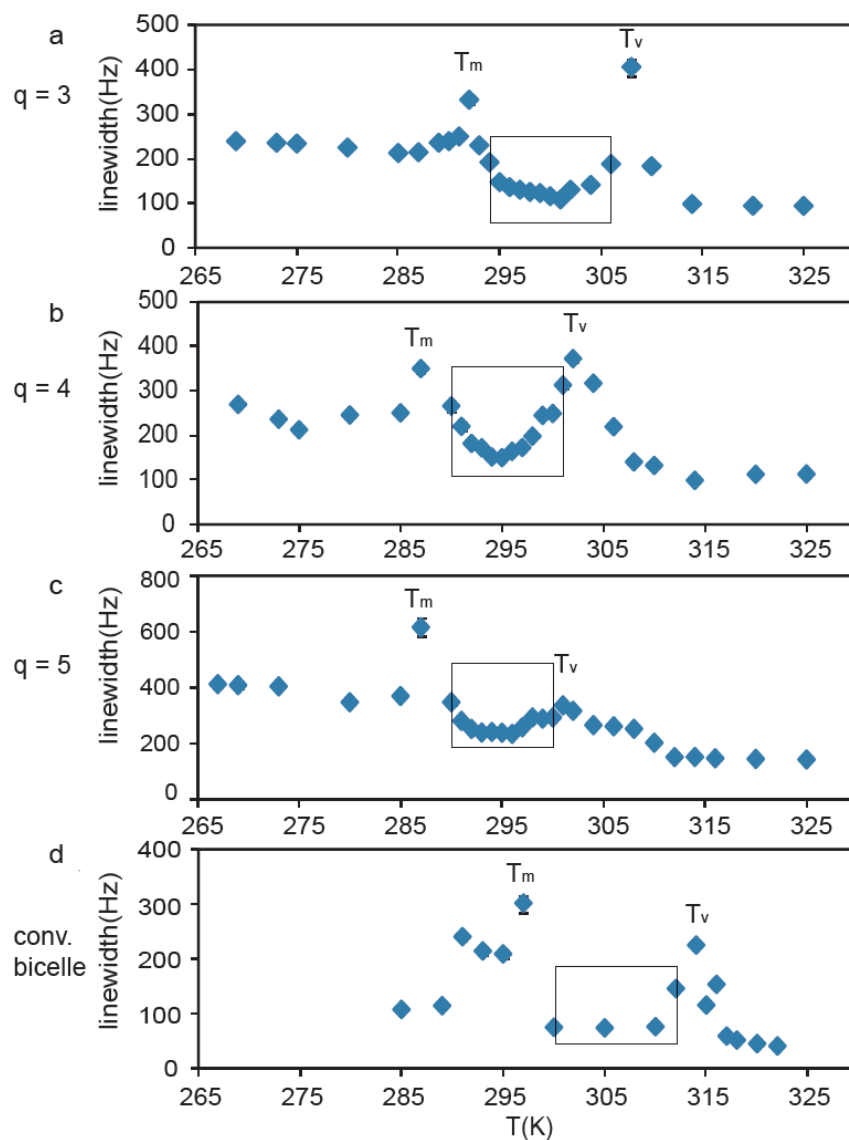 a
q = 3
linewidth(Hz)
500
400
300
200
100
0
Tm
Tv
265 275 285 295 305 315 325
b
q = 4
linewidth(Hz)
500
400
300
200
100
0
Tm
Tv
265 275 285 295 305 315 325
c
q = 5
linewidth(Hz)
800
600
400
200
0
Tm
Tv
265 275 285 295 305 315 325
d
conv.
bicelle
linewidth(Hz)
400
300
200
100
0
Tm
Tv
265 275 285 295 305 315 325
T(K)